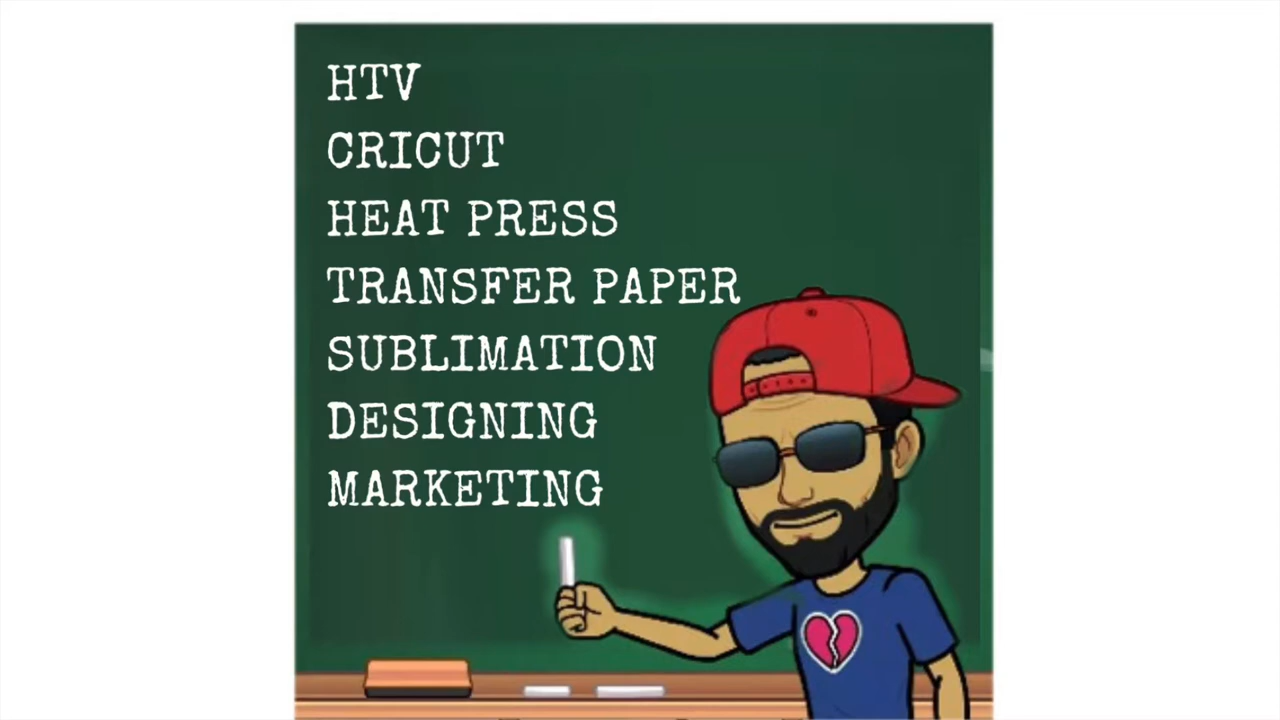 HTV
CRICUT
HEAT PRESS
TRANSFER PAPER
SUBLIMATION
DESIGNING
MARKETING